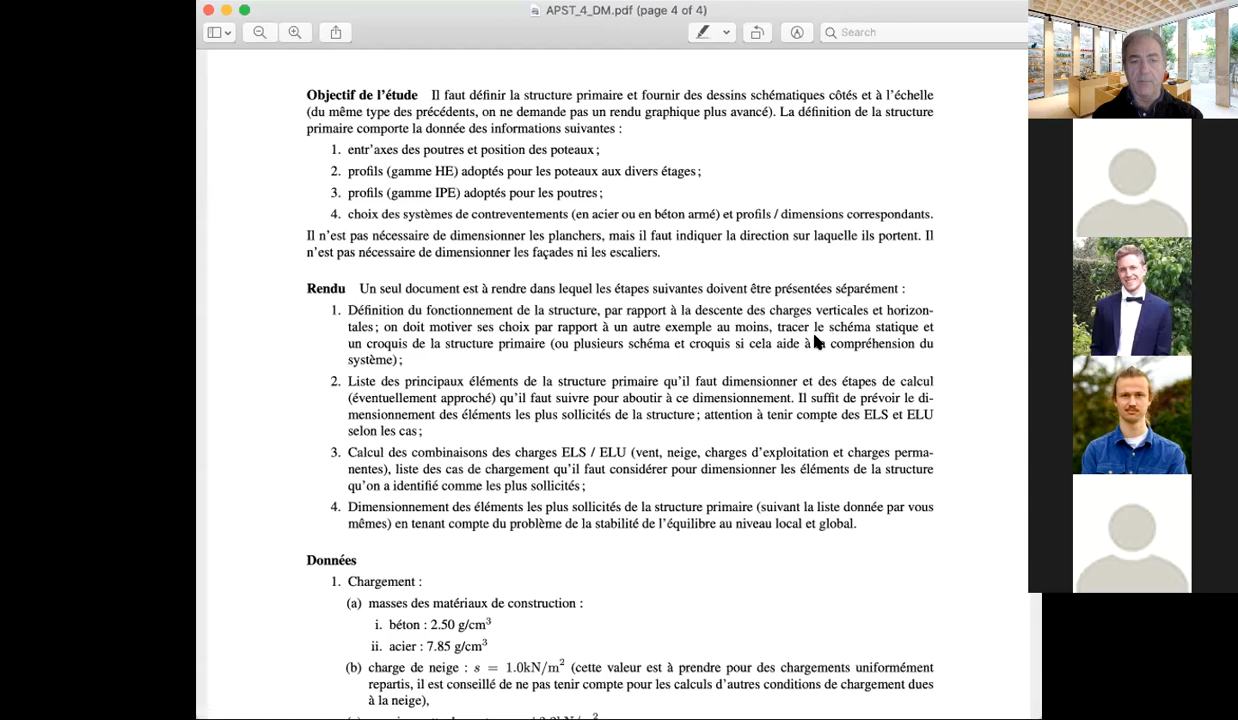 APST_4_DM.pdf (page 4 of 4)
Search
Objectif de l'étude Il faut définir la structure primaire et fournir des dessins schématiques côtés et à l'échelle
(du même type des précédents, on ne demande pas un rendu graphique plus avancé). La définition de la structure
primaire comporte la donnée des informations suivantes :
1. entr'axes des poutres et position des poteaux ;
2. profils (gamme HE) adoptés pour les poteaux aux divers étages ;
3. profils (gamme IPE) adoptés pour les poutres ;
4. choix des systèmes de contreventements (en acier ou en béton armé) et profils / dimensions correspondants.
Il n'est pas nécessaire de dimensionner les planchers, mais il faut indiquer la direction sur laquelle ils portent. Il
n'est pas nécessaire de dimensionner les façades ni les escaliers.
Rendu Un seul document est à rendre dans lequel les étapes suivantes doivent être présentées séparément :
1. Définition du fonctionnement de la structure, par rapport à la descente des charges verticales et horizon-
tales ; on doit motiver ses choix par rapport à un autre exemple au moins, tracer le schéma statique et
un croquis de la structure primaire (ou plusieurs schéma et croquis si cela aide à la compréhension du
système) ;
2. Liste des principaux éléments de la structure primaire qu'il faut dimensionner et des étapes de calcul
(éventuellement approché) qu'il faut suivre pour aboutir à ce dimensionnement. Il suffit de prévoir le di-
mensionnement des éléments les plus sollicités de la structure ; attention à tenir compte des ELS et ELU
selon les cas ;
3. Calcul des combinaisons des charges ELS / ELU (vent, neige, charges d'exploitation et charges perma-
nentes), liste des cas de chargement qu'il faut considérer pour dimensionner les éléments de la structure
qu'on a identifié comme les plus sollicités ;
4. Dimensionnement des éléments les plus sollicités de la structure primaire (suivant la liste donnée par vous
mêmes) en tenant compte du problème de la stabilité de l'équilibre au niveau local et global.
Données
1. Chargement :
(a) masses des matériaux de construction :
i. béton : 2.50 g/cm³
ii. acier : 7.85 g/cm³
(b) charge de neige : s = 1.0kN/m² (cette valeur est à prendre pour des chargements uniformément
repartis, il est conseillé de ne pas tenir compte pour les calculs d'autres conditions de chargement dues
à la neige),